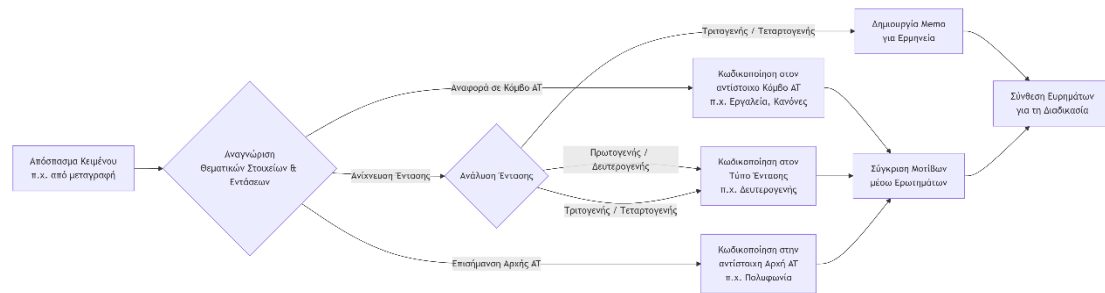 Απόσπασμα Κειμένου
π.χ. από μεταγραφή
Αναγνώριση
Θεματικών Στοιχείων &
Εντάσεων
Αναφορά σε Κόμβο ΑΤ
Ανίχνευση Έντασης
Επισήμανση Αρχής ΑΤ
Ανάλυση Έντασης
Τριτογενής / Τεταρτογενής
Πρωτογενής /
Δευτερογενής
Τριτογενής / Τεταρτογενής
Δημιουργία Memo
για Ερμηνεία
Κωδικοποίηση στον
αντίστοιχο Κόμβο ΑΤ
π.χ. Εργαλεία, Κανόνες
Κωδικοποίηση στον
Τύπο Έντασης
π.χ. Δευτερογενής
Κωδικοποίηση στην
αντίστοιχη Αρχή ΑΤ
π.χ. Πολυφωνία
Σύγκριση Μοτίβων
μέσω Ερωτημάτων
Σύνθεση Ευρημάτων
για τη Διαδικασία